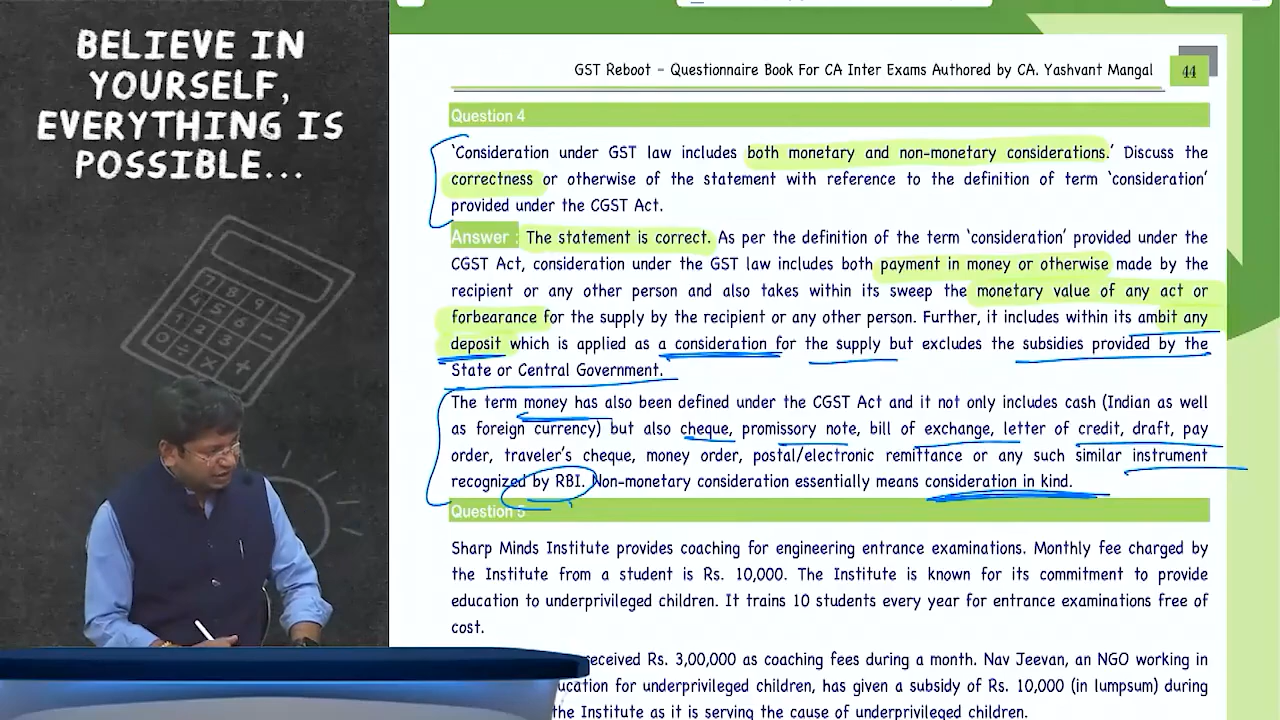 BELIEVE IN
YOURSELF,
EVERYTHING IS
POSSIBLE...
7 8 9 =
4 5 6 -
1 2 3
0 ÷ × +
GST Reboot – Questionnaire Book For CA Inter Exams Authored by CA. Yashvant Mangal 44
Question 4
'Consideration under GST law includes both monetary and non-monetary considerations.' Discuss the
correctness or otherwise of the statement with reference to the definition of term 'consideration'
provided under the CGST Act.
Answer : The statement is correct. As per the definition of the term 'consideration' provided under the
CGST Act, consideration under the GST law includes both payment in money or otherwise made by the
recipient or any other person and also takes within its sweep the monetary value of any act or
forbearance for the supply by the recipient or any other person. Further, it includes within its ambit any
deposit which is applied as a consideration for the supply but excludes the subsidies provided by the
State or Central Government.
The term money has also been defined under the CGST Act and it not only includes cash (Indian as well
as foreign currency) but also cheque, promissory note, bill of exchange, letter of credit, draft, pay
order, traveler's cheque, money order, postal/electronic remittance or any such similar instrument
recognized by RBI. Non-monetary consideration essentially means consideration in kind.
Question 5
Sharp Minds Institute provides coaching for engineering entrance examinations. Monthly fee charged by
the Institute from a student is Rs. 10,000. The Institute is known for its commitment to provide
education to underprivileged children. It trains 10 students every year for entrance examinations free of
cost.
received Rs. 3,00,000 as coaching fees during a month. Nav Jeevan, an NGO working in
ucation for underprivileged children, has given a subsidy of Rs. 10,000 (in lumpsum) during
the Institute as it is serving the cause of underprivileged children.